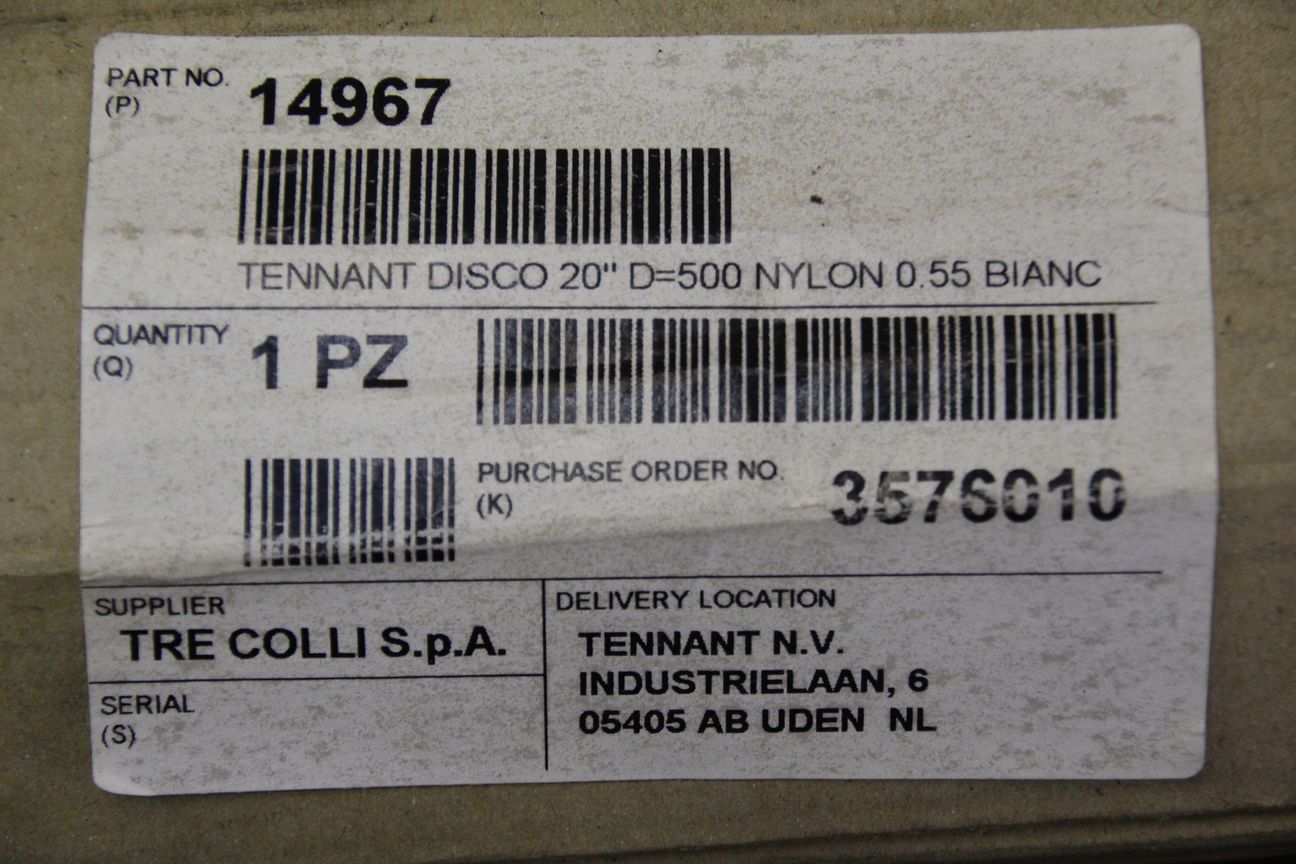 PART NO.
(P)
14967
TENNANT DISCO 20" D=500 NYLON 0.55 BIANC
QUANTITY
(Q)
1 PZ
PURCHASE ORDER NO.
(K)
3576010
SUPPLIER
TRE COLLI S.p.A.
SERIAL
(S)
DELIVERY LOCATION
TENNANT N.V.
INDUSTRIELAAN, 6
05405 AB UDEN  NL